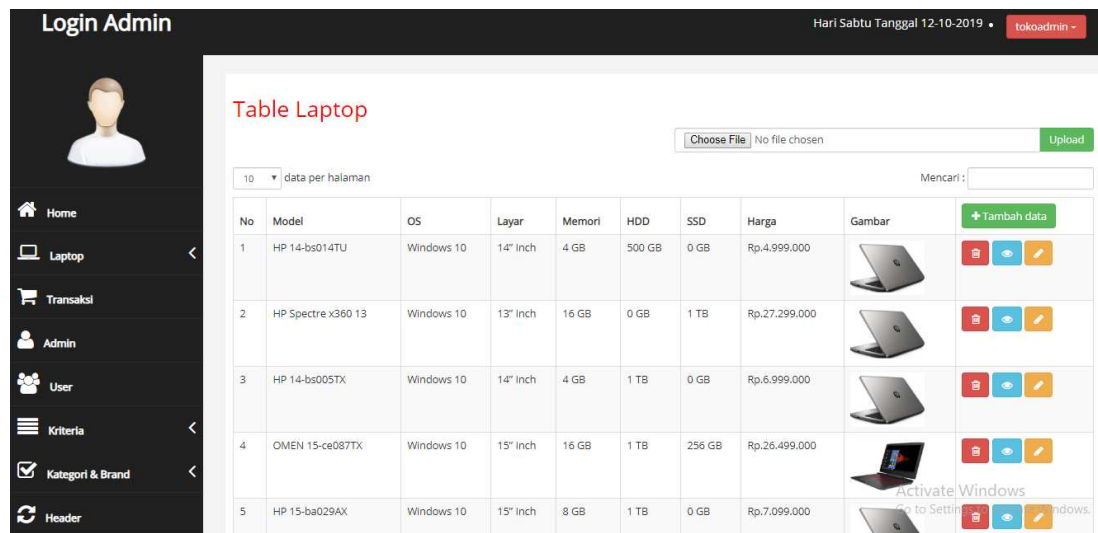 Login Admin
Hari Sabtu Tanggal 12-10-2019 •
tokoadmin
Table Laptop
Choose File No file chosen
Upload
10 data per halaman
Mencari :
Home
Laptop
Transaksi
Admin
User
Kriteria
Kategori & Brand
Header
No Model OS Layar Memori HDD SSD Harga Gambar + Tambah data
1 HP 14-bs014TU Windows 10 14" Inch 4 GB 500 GB 0 GB Rp.4.999.000
2 HP Spectre x360 13 Windows 10 13" Inch 16 GB 0 GB 1 TB Rp.27.299.000
3 HP 14-bs005TX Windows 10 14" Inch 4 GB 1 TB 0 GB Rp.6.999.000
4 OMEN 15-ce087TX Windows 10 15" Inch 16 GB 1 TB 256 GB Rp.26.499.000
5 HP 15-ba029AX Windows 10 15" Inch 8 GB 1 TB 0 GB Rp.7.099.000
Activate Windows
Go to